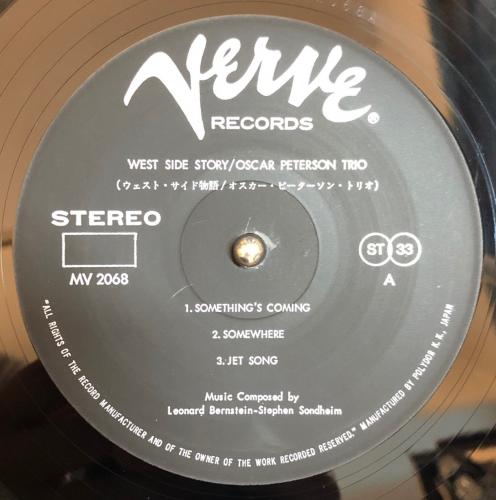 Verve®
RECORDS
WEST SIDE STORY/OSCAR PETERSON TRIO
(ウェスト・サイド物語/オスカー・ピーターソン・トリオ)
STEREO
MV 2068
ST 33
A
1. SOMETHING'S COMING
2. SOMEWHERE
3. JET SONG
Music Composed by
Leonard Bernstein-Stephen Sondheim
"ALL RIGHTS OF THE RECORD MANUFACTURER AND OF THE OWNER OF THE WORK RECORDED RESERVED." MANUFACTURED BY POLYDOR K. K., JAPAN